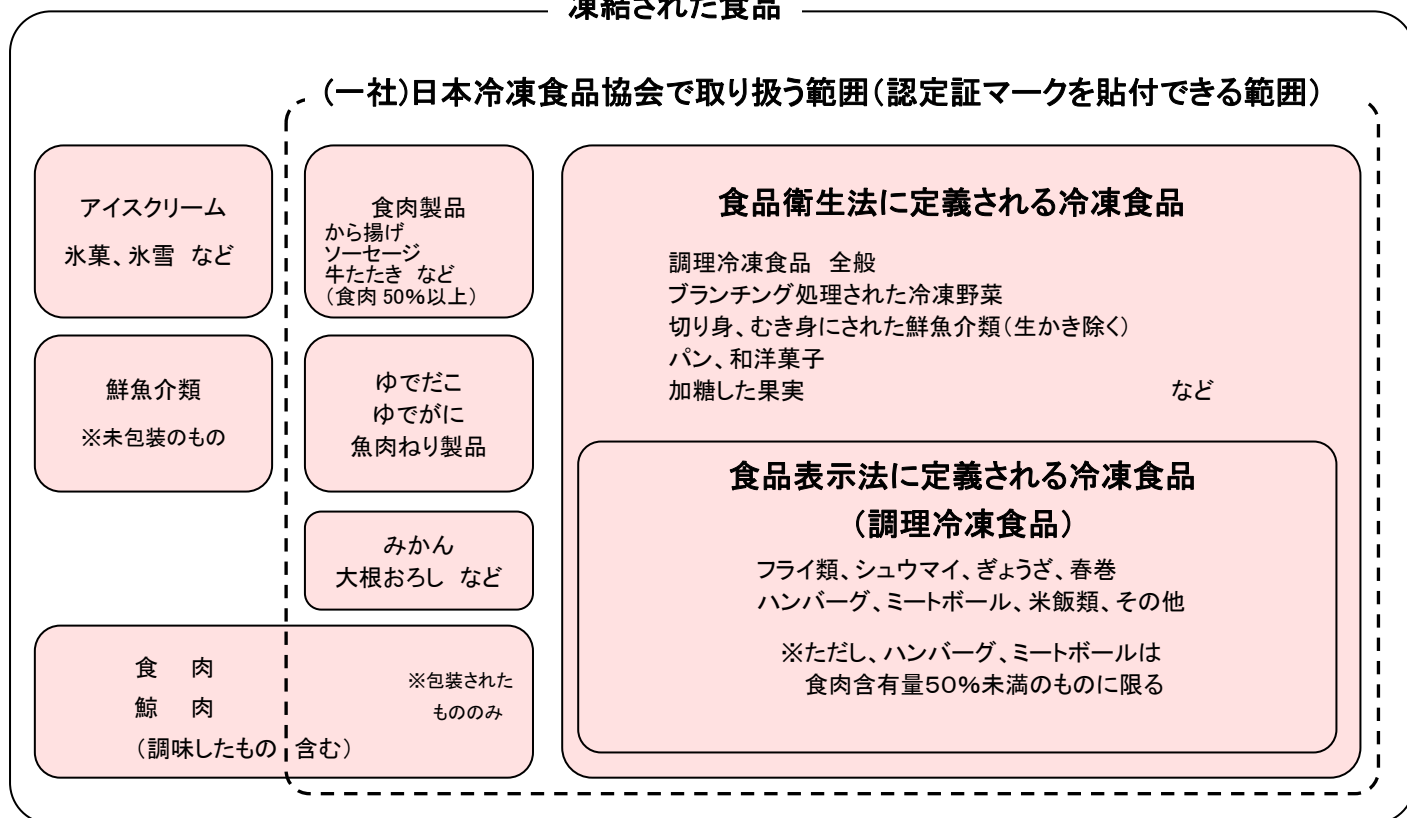 凍結された食品
(一社)日本冷凍食品協会で取り扱う範囲(認定証マークを貼付できる範囲)
アイスクリーム
氷菓、氷雪 など
鮮魚介類
※未包装のもの
食肉製品
から揚げ
ソーセージ
牛たたき など
(食肉50%以上)
ゆでだこ
ゆでがに
魚肉ねり製品
みかん
大根おろし など
食 肉
鯨 肉
(調味したもの 含む)
※包装された
もののみ
食品衛生法に定義される冷凍食品
調理冷凍食品 全般
ブランチング処理された冷凍野菜
切り身、むき身にされた鮮魚介類(生かき除く)
パン、和洋菓子
加糖した果実 など
食品表示法に定義される冷凍食品
(調理冷凍食品)
フライ類、シュウマイ、ぎょうざ、春巻
ハンバーグ、ミートボール、米飯類、その他
※ただし、ハンバーグ、ミートボールは
食肉含有量50%未満のものに限る